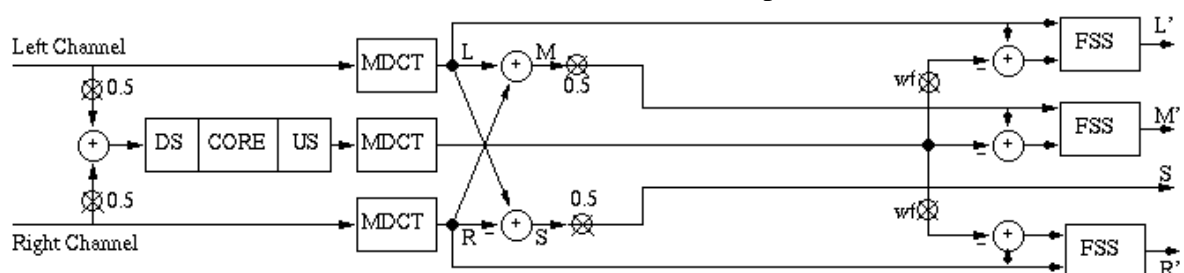 L'
Left Channel
MDCT
L
M
FSS
0.5
0.5
wf
M'
DS CORE US
MDCT
FSS
0.5
0.5
S
wf
MDCT
R
S
Right Channel
FSS
R'